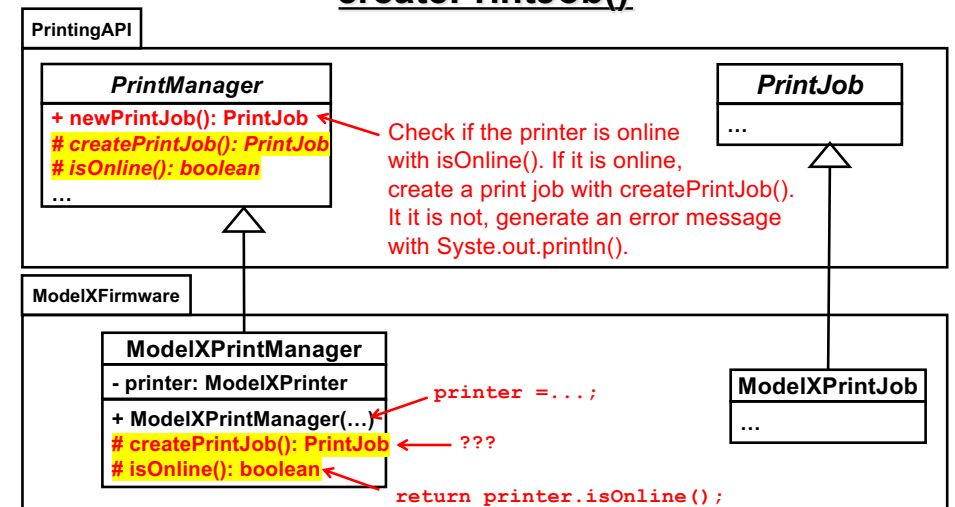 createPrintJob()
PrintingAPI
PrintManager
+ newPrintJob(): PrintJob
# createPrintJob(): PrintJob
# isOnline(): boolean
…
Check if the printer is online
with isOnline(). If it is online,
create a print job with createPrintJob().
It it is not, generate an error message
with Syste.out.println().
PrintJob
…
ModelXFirmware
ModelXPrintManager
- printer: ModelXPrinter
+ ModelXPrintManager(…)
# createPrintJob(): PrintJob
# isOnline(): boolean
printer =...;
???
return printer.isOnline();
ModelXPrintJob
…